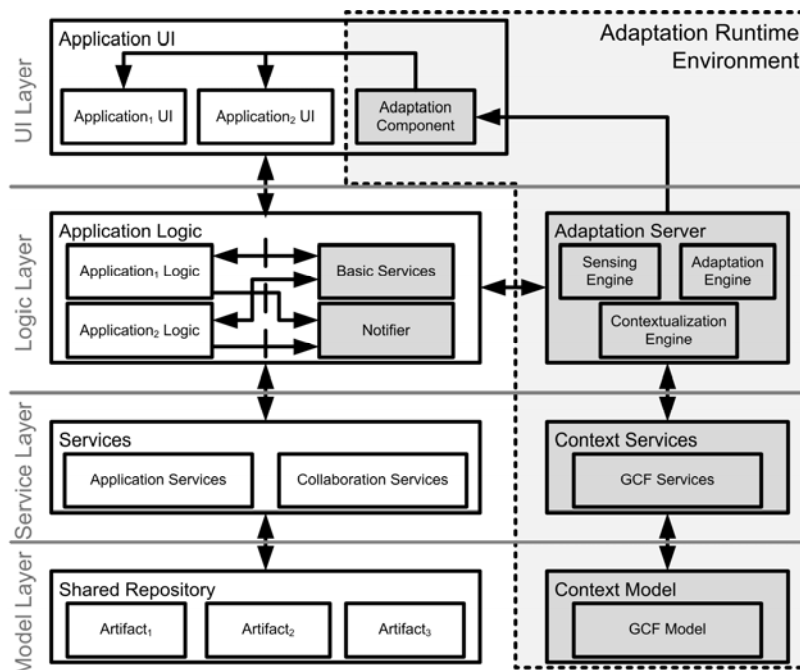 Adaptation Runtime
Environment
UI Layer
Application UI
Application₁ UI
Application₂ UI
Adaptation
Component
Logic Layer
Application Logic
Application₁ Logic
Basic Services
Application₂ Logic
Notifier
Adaptation Server
Sensing
Engine
Adaptation
Engine
Contextualization
Engine
Service Layer
Services
Application Services
Collaboration Services
Context Services
GCF Services
Model Layer
Shared Repository
Artifact₁
Artifact₂
Artifact₃
Context Model
GCF Model